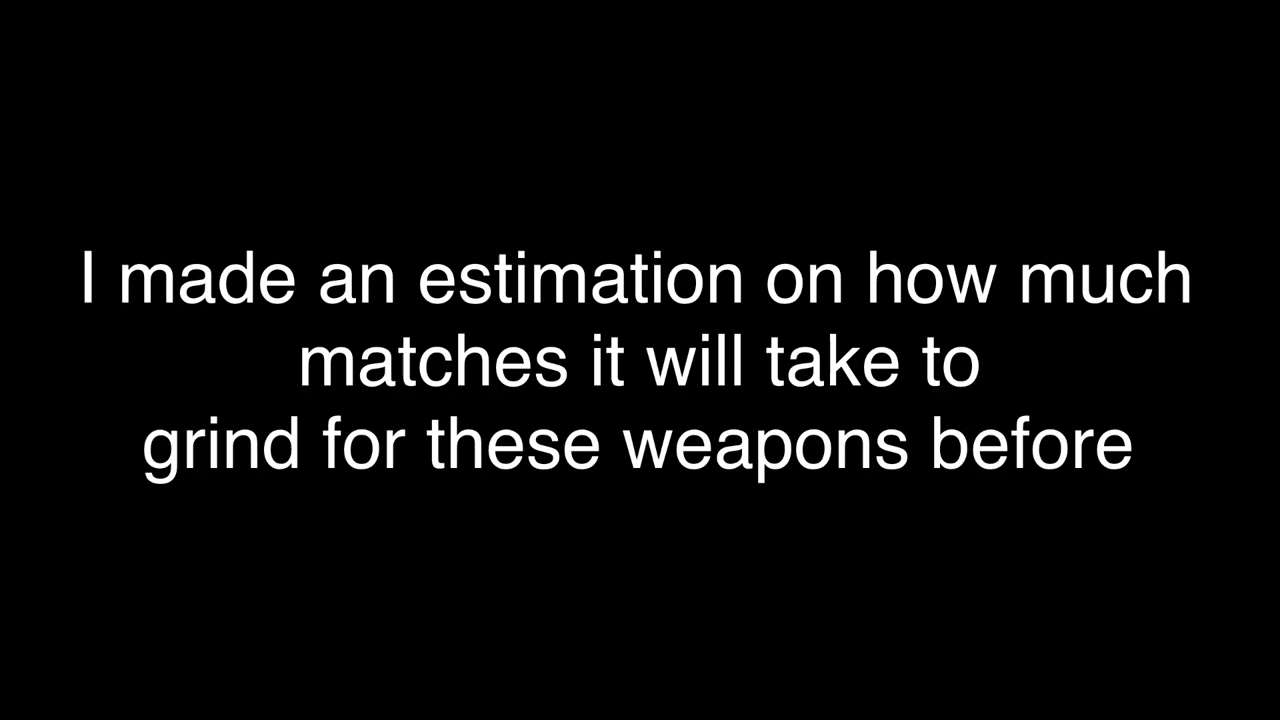 I made an estimation on how much
matches it will take to
grind for these weapons before